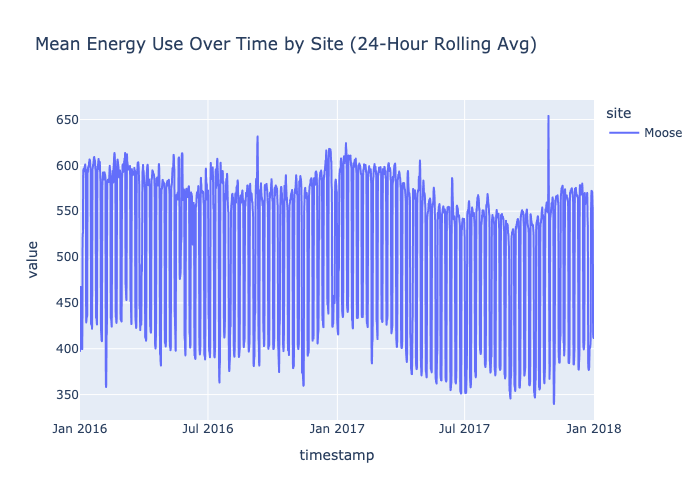 Mean Energy Use Over Time by Site (24-Hour Rolling Avg)
site
Moose
650
600
550
500
450
400
350
value
Jan 2016
Jul 2016
Jan 2017
Jul 2017
Jan 2018
timestamp